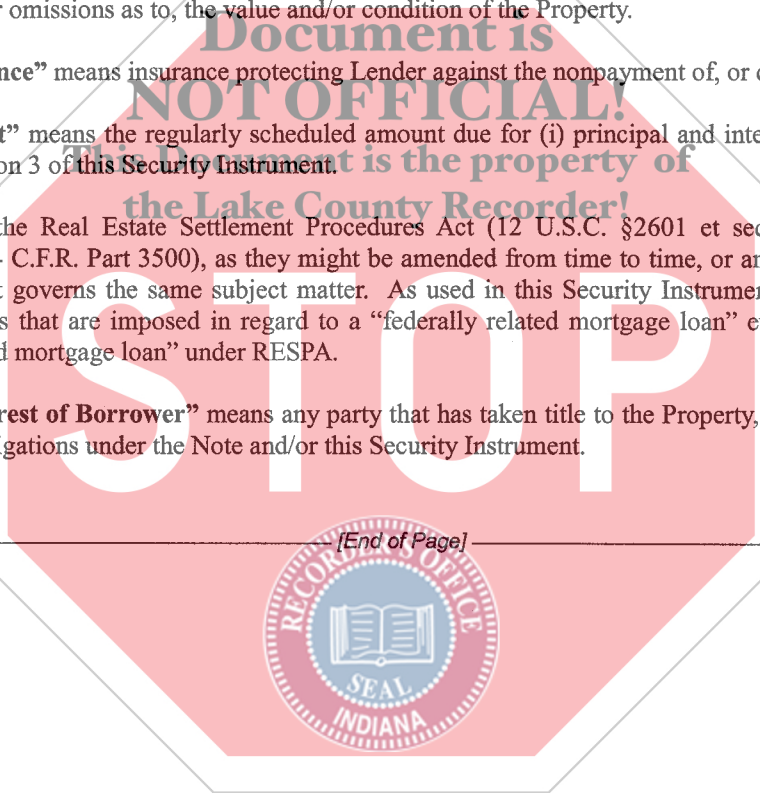 r omissions as to, the value and/or condition of the Property.
Document is
nce” means insurance protecting Lender against the nonpayment of, or
NOT OFFICIAL!
t” means the regularly scheduled amount due for (i) principal and inte
This Document is the property of
on 3 of this Security Instrument.
the Lake County Recorder!
the Real Estate Settlement Procedures Act (12 U.S.C. §2601 et sec
C.F.R. Part 3500), as they might be amended from time to time, or an
t governs the same subject matter. As used in this Security Instrumen
s that are imposed in regard to a “federally related mortgage loan” e
d mortgage loan” under RESPA.
STOP
rest of Borrower” means any party that has taken title to the Property,
gations under the Note and/or this Security Instrument.
[End of Page]
RECORDER'S OFFICE
SEAL
INDIANA